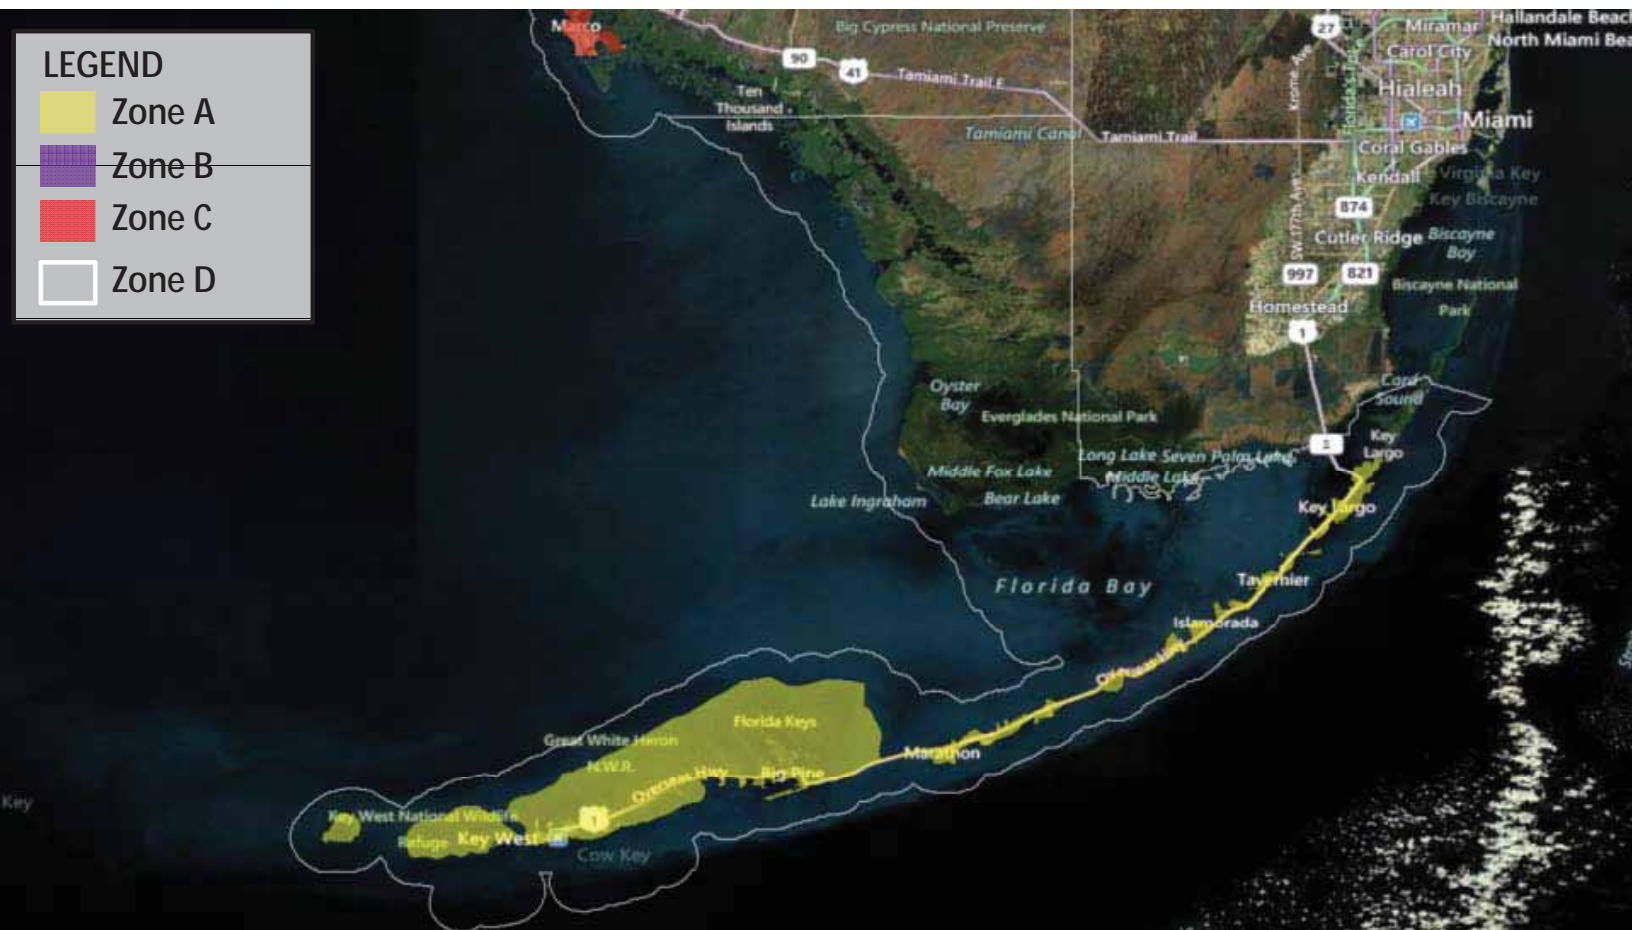 LEGEND
Zone A
Zone B
Zone C
Zone D
Marco
Big Cypress National Preserve
90
41
Tamiami Trail E
Ten
Thousand
Islands
Tamiami Canal
Tamiami Trail
27
Krome Ave
Miramar
Hallandale Beach
North Miami Bea
Carol City
Hialeah
Miami
Coral Gables
Kendall
Virginia Key
Key Biscayne
874
SW 177th Ave
Cutler Ridge
Biscayne
Bay
997
821
Biscayne National
Park
Homestead
1
Card
Sound
Oyster
Bay
Everglades National Park
1
Key
Largo
Long Lake
Seven Palm Lake
Middle Fox Lake
Middle Lake
Lake Ingraham
Bear Lake
Key Largo
Florida Bay
Tavernier
Islamorada
Overseas Hwy
Florida Keys
Great White Heron
N.W.R.
Marathon
Overseas Hwy
Big Pine
Key
Key West National Wildlife
Refuge
Key West
1
Cow Key